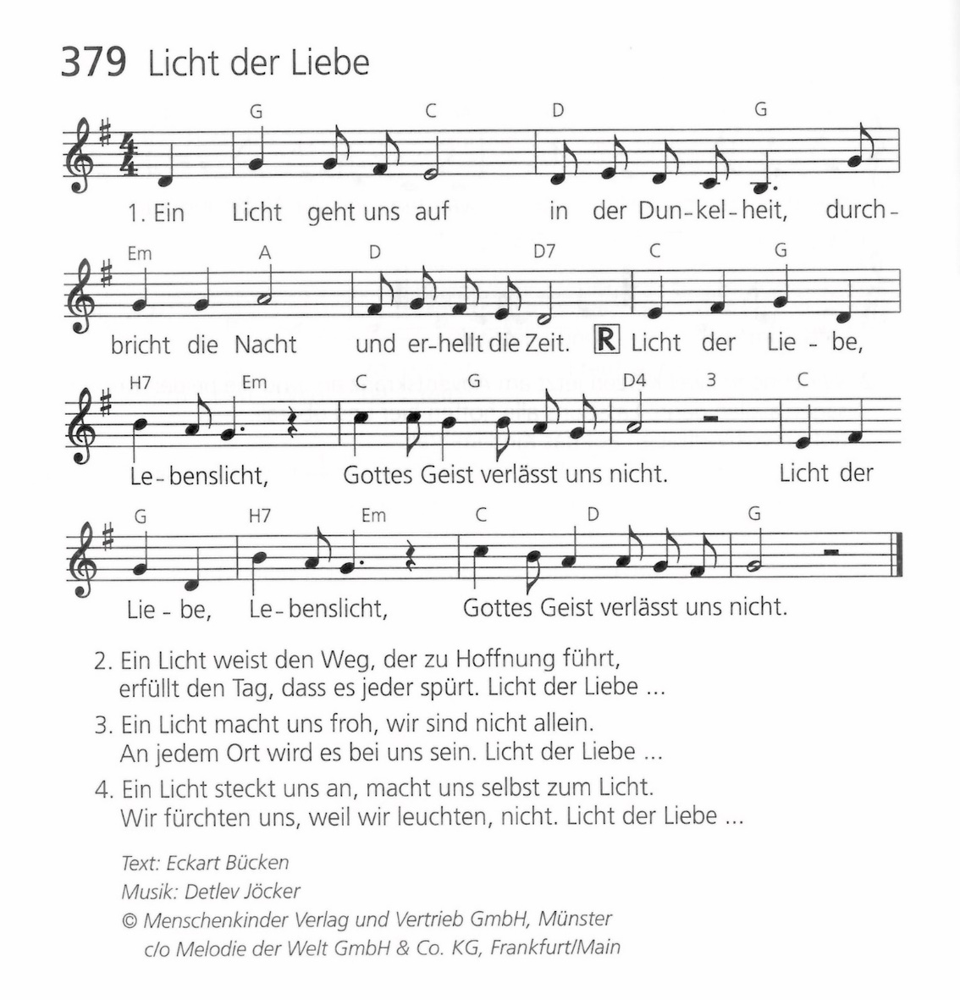 379 Licht der Liebe
G C D G
1. Ein Licht geht uns auf in der Dun-kel-heit, durch-
Em A D D7 C G
bricht die Nacht und er-hellt die Zeit. R Licht der Lie - be,
H7 Em C G D4 3 C
Le-benslicht, Gottes Geist verlässt uns nicht. Licht der
G H7 Em C D G
Lie - be, Le-benslicht, Gottes Geist verlässt uns nicht.
2. Ein Licht weist den Weg, der zu Hoffnung führt,
erfüllt den Tag, dass es jeder spürt. Licht der Liebe ...
3. Ein Licht macht uns froh, wir sind nicht allein.
An jedem Ort wird es bei uns sein. Licht der Liebe ...
4. Ein Licht steckt uns an, macht uns selbst zum Licht.
Wir fürchten uns, weil wir leuchten, nicht. Licht der Liebe ...
Text: Eckart Bücken
Musik: Detlev Jöcker
© Menschenkinder Verlag und Vertrieb GmbH, Münster
c/o Melodie der Welt GmbH & Co. KG, Frankfurt/Main